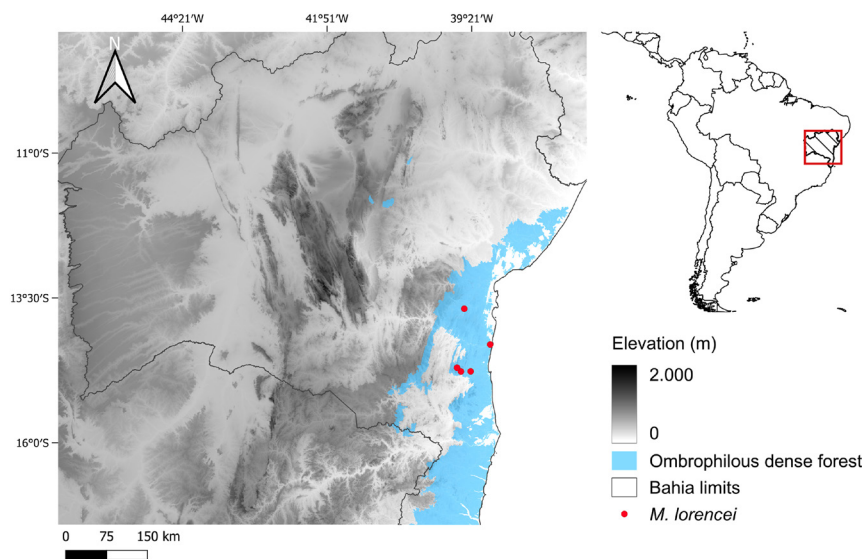 44°21'W 41°51'W 39°21'W
N
11°0'S
13°30'S
16°0'S
0 75 150 km
Elevation (m)
2.000
0
Ombrophilous dense forest
Bahia limits
M. lorencei